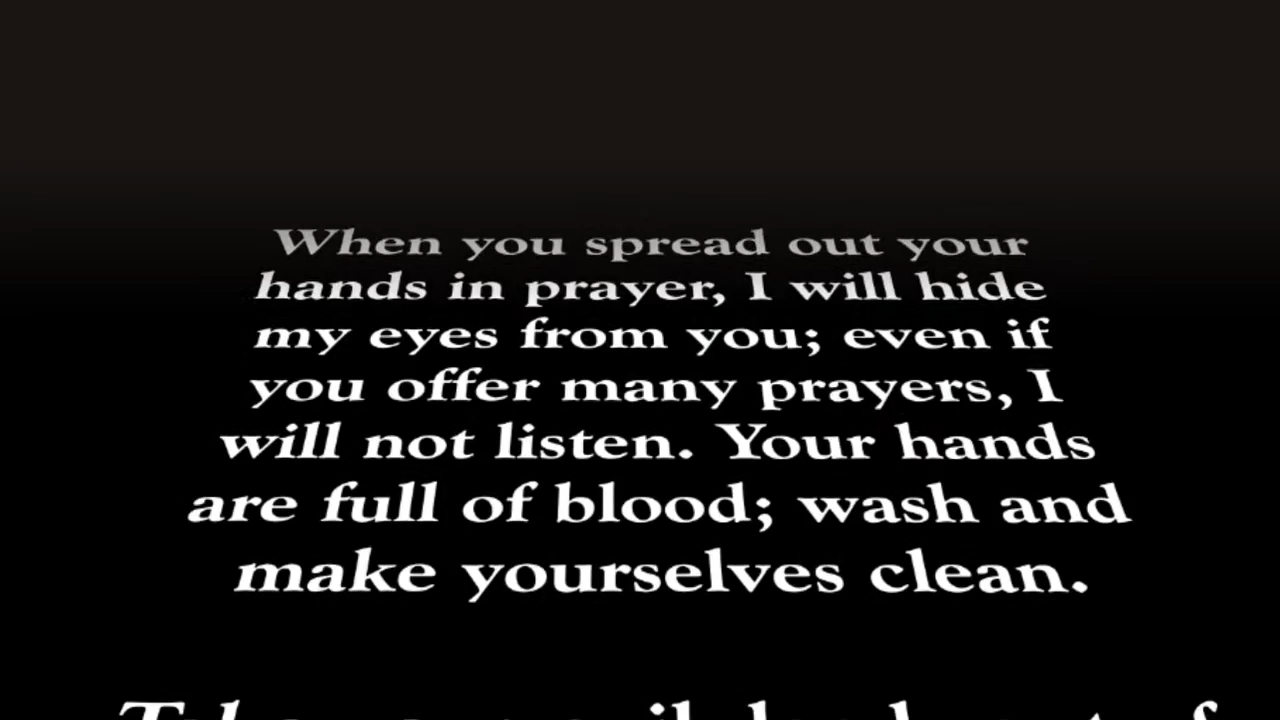 When you spread out your
hands in prayer, I will hide
my eyes from you; even if
you offer many prayers, I
will not listen. Your hands
are full of blood; wash and
make yourselves clean.